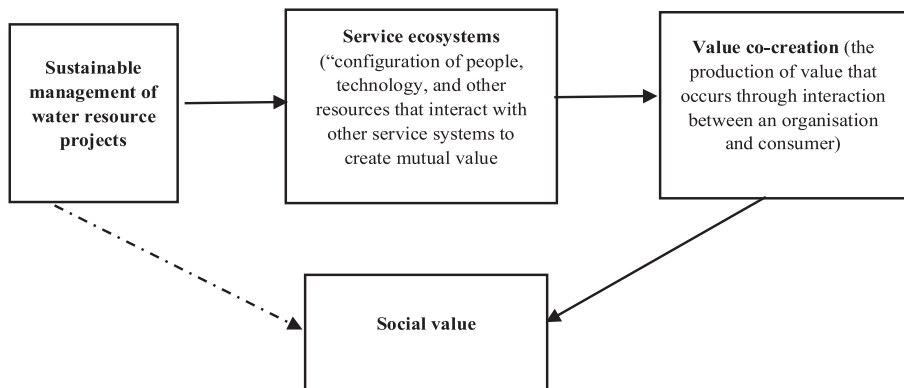 Sustainable
management of
water resource
projects
Service ecosystems
(“configuration of people,
technology, and other
resources that interact with
other service systems to
create mutual value
Value co-creation (the
production of value that
occurs through interaction
between an organisation
and consumer)
Social value